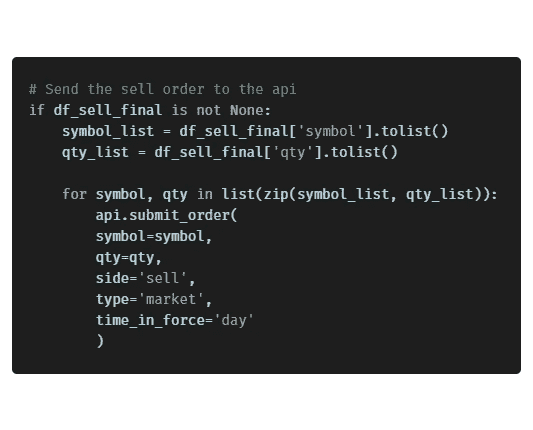 # Send the sell order to the api
if df_sell_final is not None:
    symbol_list = df_sell_final['symbol'].tolist()
    qty_list = df_sell_final['qty'].tolist()

    for symbol, qty in list(zip(symbol_list, qty_list)):
        api.submit_order(
        symbol=symbol,
        qty=qty,
        side='sell',
        type='market',
        time_in_force='day'
        )